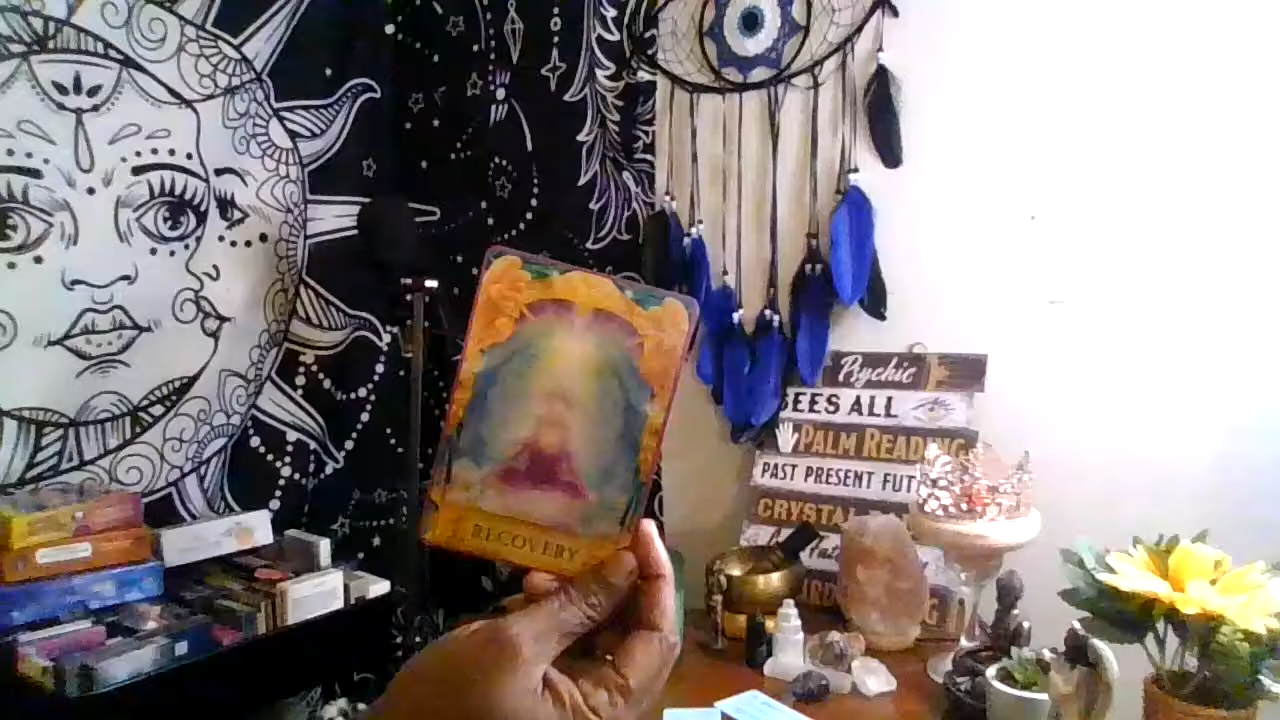 RECOVERY
Psychic
SEES ALL
PALM READING
PAST PRESENT FUT
CRYSTAL